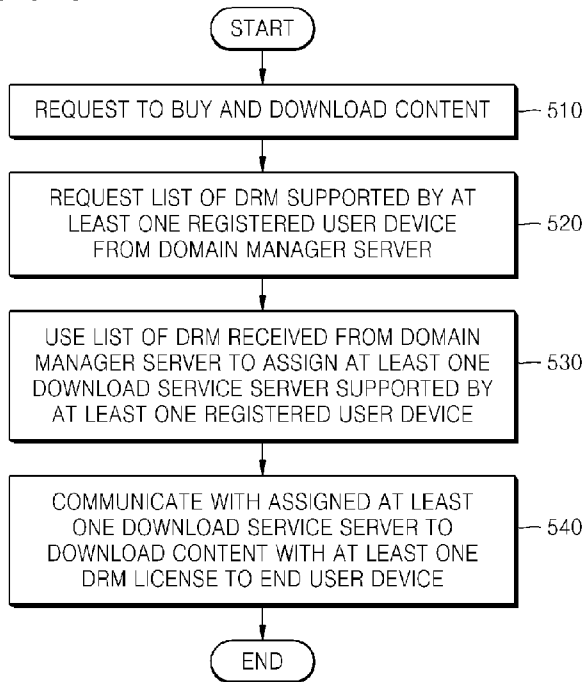 START
REQUEST TO BUY AND DOWNLOAD CONTENT
510
REQUEST LIST OF DRM SUPPORTED BY AT
LEAST ONE REGISTERED USER DEVICE
FROM DOMAIN MANAGER SERVER
520
USE LIST OF DRM RECEIVED FROM DOMAIN
MANAGER SERVER TO ASSIGN AT LEAST ONE
DOWNLOAD SERVICE SERVER SUPPORTED BY
AT LEAST ONE REGISTERED USER DEVICE
530
COMMUNICATE WITH ASSIGNED AT LEAST
ONE DOWNLOAD SERVICE SERVER TO
DOWNLOAD CONTENT WITH AT LEAST ONE
DRM LICENSE TO END USER DEVICE
540
END